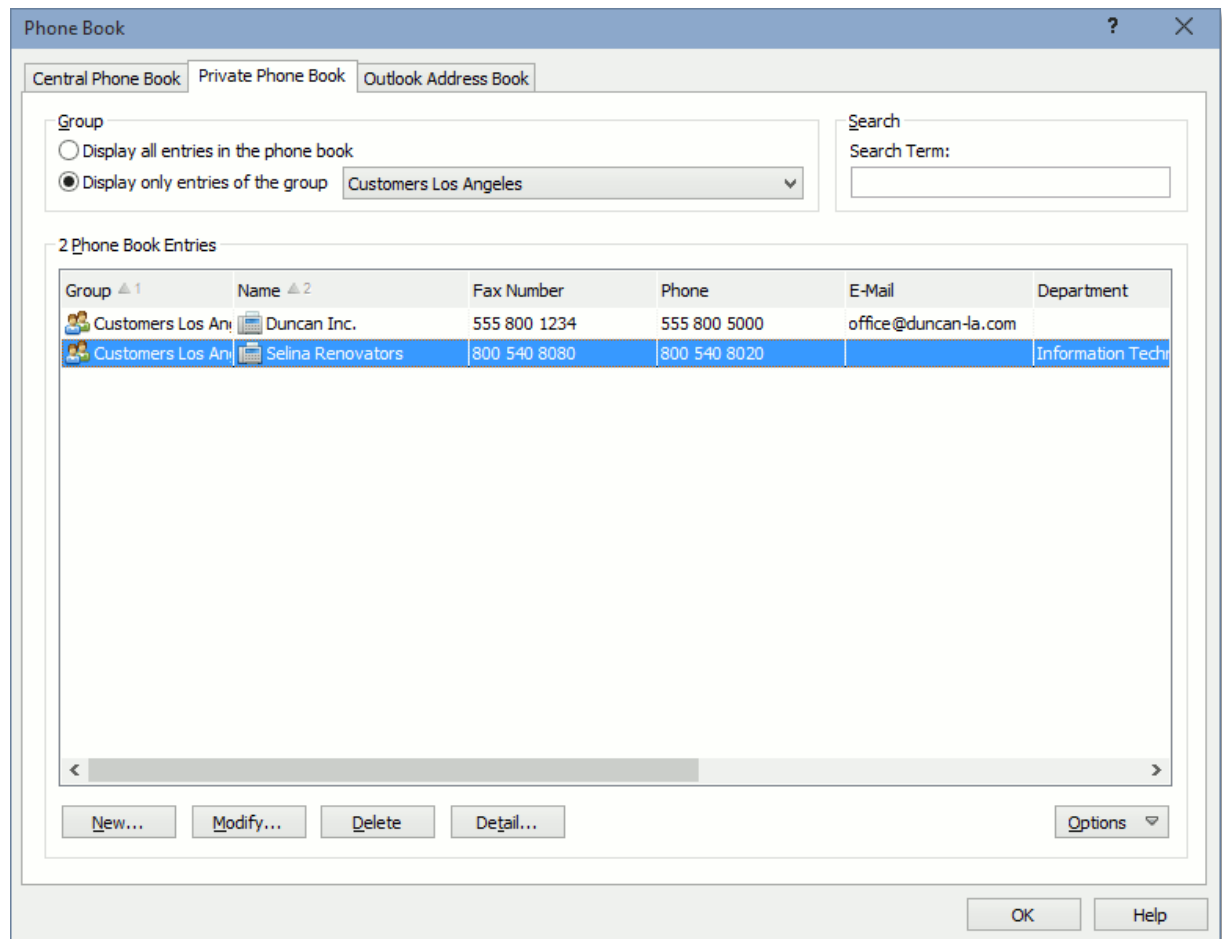 Phone Book ?
Central Phone Book Private Phone Book Outlook Address Book
Group
Display all entries in the phone book
Display only entries of the group Customers Los Angeles
Search
Search Term:
2 Phone Book Entries
Group 1 Name 2 Fax Number Phone E-Mail Department
Customers Los An Duncan Inc. 555 800 1234 555 800 5000 office@duncan-la.com
Customers Los An Selina Renovators 800 540 8080 800 540 8020 Information Techn
New... Modify... Delete Detail... Options
OK Help